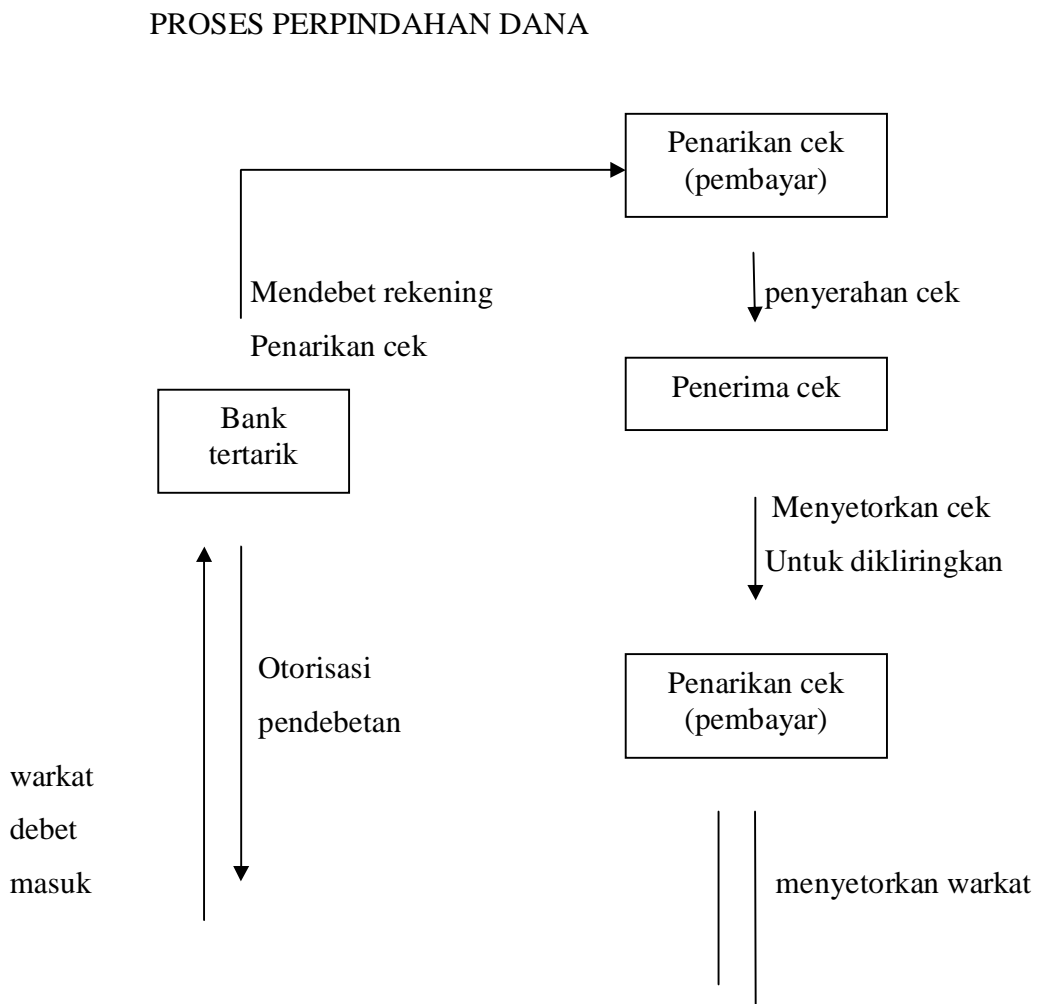 PROSES PERPINDAHAN DANA
Penarikan cek
(pembayar)
Mendebet rekening
Penarikan cek
penyerahan cek
Penerima cek
Bank
tertarik
Menyetorkan cek
Untuk dikliringkan
Otorisasi
pendebetan
Penarikan cek
(pembayar)
warkat
debet
masuk
menyetorkan warkat